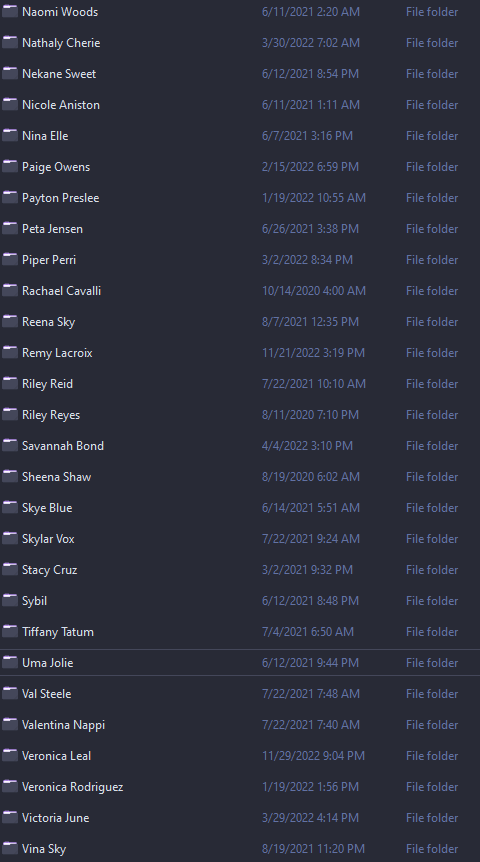 Naomi Woods 6/11/2021 2:20 AM File folder
Nathaly Cherie 3/30/2022 7:02 AM File folder
Nekane Sweet 6/12/2021 8:54 PM File folder
Nicole Aniston 6/11/2021 1:11 AM File folder
Nina Elle 6/7/2021 3:16 PM File folder
Paige Owens 2/15/2022 6:59 PM File folder
Payton Preslee 1/19/2022 10:55 AM File folder
Peta Jensen 6/26/2021 3:38 PM File folder
Piper Perri 3/2/2022 8:34 PM File folder
Rachael Cavalli 10/14/2020 4:00 AM File folder
Reena Sky 8/7/2021 12:35 PM File folder
Remy Lacroix 11/21/2022 3:19 PM File folder
Riley Reid 7/22/2021 10:10 AM File folder
Riley Reyes 8/11/2020 7:10 PM File folder
Savannah Bond 4/4/2022 3:10 PM File folder
Sheena Shaw 8/19/2020 6:02 AM File folder
Skye Blue 6/14/2021 5:51 AM File folder
Skylar Vox 7/22/2021 9:24 AM File folder
Stacy Cruz 3/2/2021 9:32 PM File folder
Sybil 6/12/2021 8:48 PM File folder
Tiffany Tatum 7/4/2021 6:50 AM File folder
Uma Jolie 6/12/2021 9:44 PM File folder
Val Steele 7/22/2021 7:48 AM File folder
Valentina Nappi 7/22/2021 7:40 AM File folder
Veronica Leal 11/29/2022 9:04 PM File folder
Veronica Rodriguez 1/19/2022 1:56 PM File folder
Victoria June 3/29/2022 4:14 PM File folder
Vina Sky 8/19/2021 11:20 PM File folder